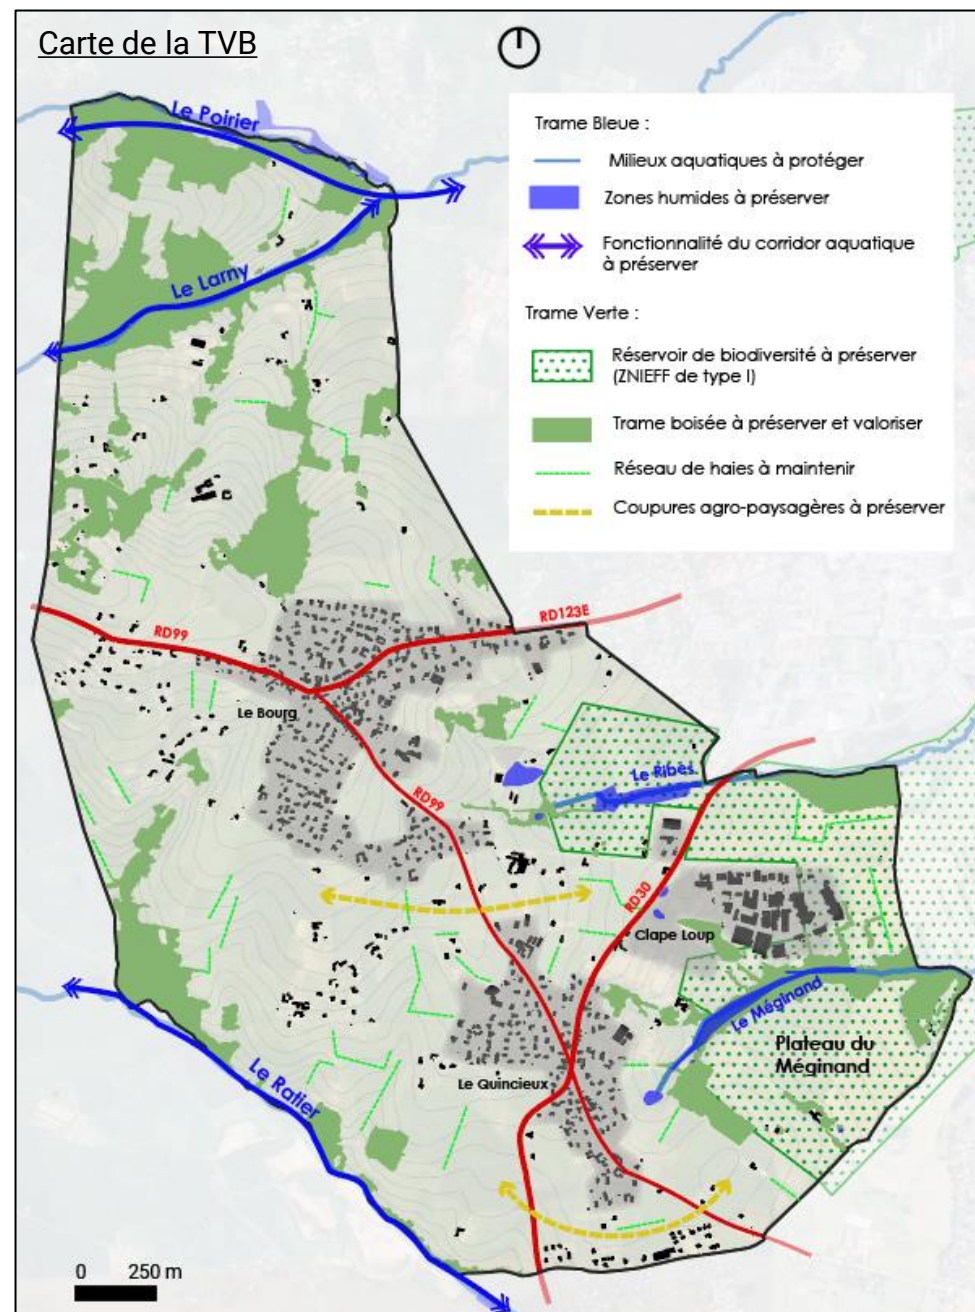 Carte de la TVB
Trame Bleue :
Milieux aquatiques à protéger
Zones humides à préserver
Fonctionnalité du corridor aquatique
à préserver
Trame Verte :
Réservoir de biodiversité à préserver
(ZNIEFF de type I)
Trame boisée à préserver et valoriser
Réseau de haies à maintenir
Coupures agro-paysagères à préserver
Le Poirier
Le Larny
RD99
RD123E
Le Bourg
Le Ribès
RD99
RD30
Clape Loup
Le Méginand
Plateau du
Méginand
Le Quincieux
Le Ratier
0 250 m